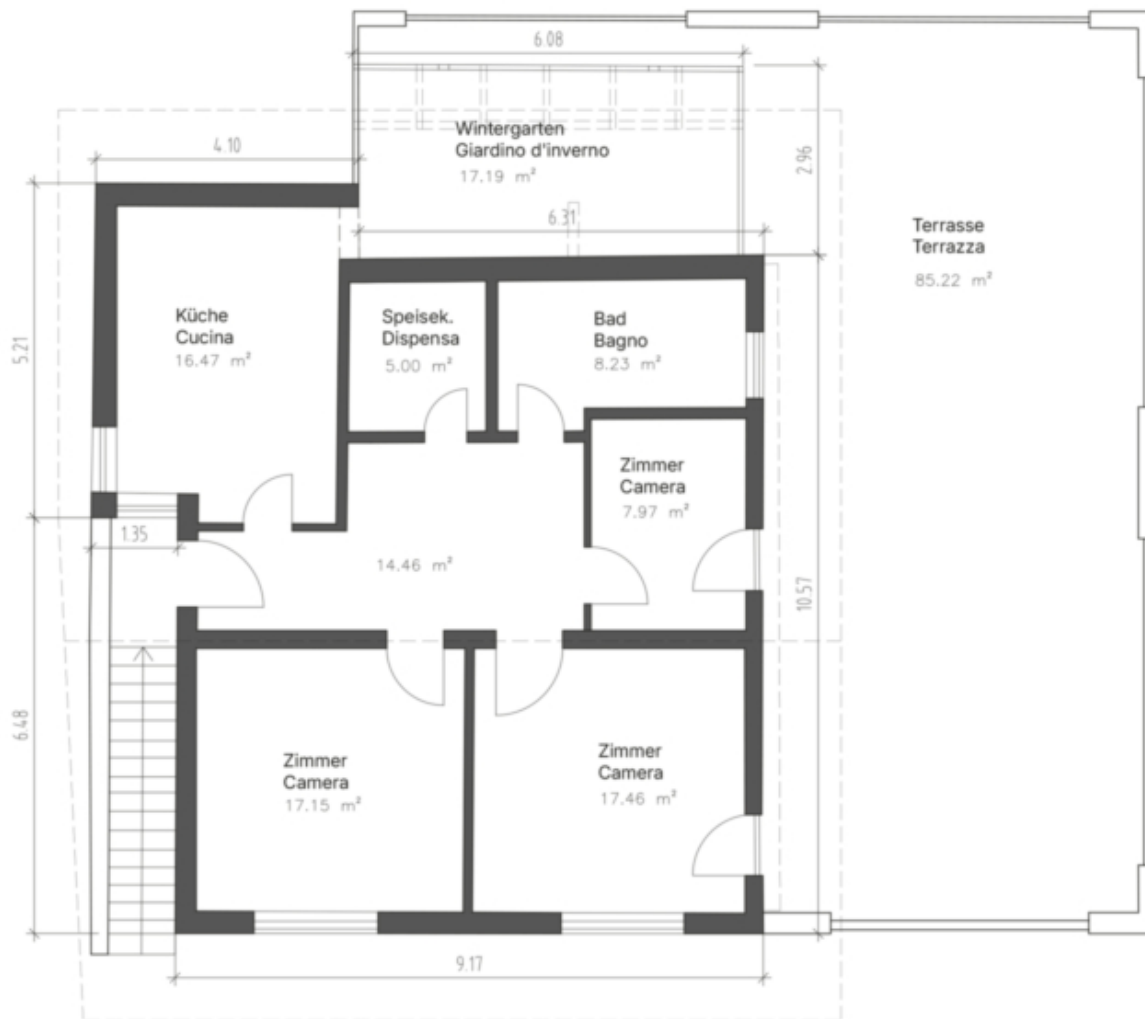 6.08
Wintergarten
Giardino d'inverno
17.19 m²
4.10
2.96
6.31
Terrasse
Terrazza
85.22 m²
Küche
Cucina
16.47 m²
Speisek.
Dispensa
5.00 m²
Bad
Bagno
8.23 m²
5.21
Zimmer
Camera
7.97 m²
1.35
14.46 m²
10.57
6.48
Zimmer
Camera
17.15 m²
Zimmer
Camera
17.46 m²
9.17